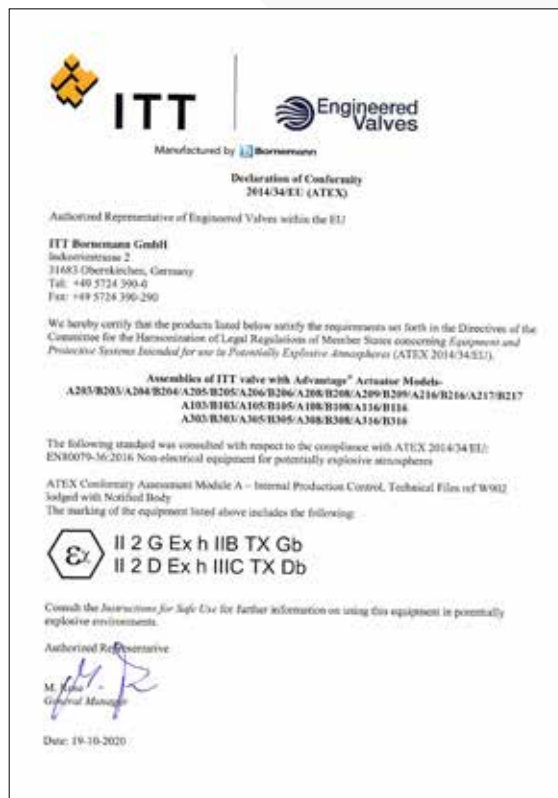 ITT
Engineered
Valves
Manufactured by Bornemann
Declaration of Conformity
2014/34/EU (ATEX)
Authorized Representative of Engineered Valves within the EU
ITT Bornemann GmbH
Industriestrasse 2
31683 Obernkirchen, Germany
Tel: +49 5724 390-0
Fax: +49 5724 390-290
We hereby certify that the products listed below satisfy the requirements set forth in the Directives of the
Committee for the Harmonization of Legal Regulations of Member States concerning Equipment and
Protective Systems Intended for use in Potentially Explosive Atmospheres (ATEX 2014/34/EU).
Assemblies of ITT valve with Advantage® Actuator Models-
A203/B203/A204/B204/A205/B205/A206/B206/A208/B208/A209/B209/A216/B216/A217/B217
A103/B103/A105/B105/A108/B108/A116/B116
A303/B303/A305/B305/A308/B308/A316/B316
The following standard was consulted with respect to the compliance with ATEX 2014/34/EU:
EN80079-36:2016 Non-electrical equipment for potentially explosive atmospheres
ATEX Conformity Assessment Module A – Internal Production Control, Technical Files ref W902
lodged with Notified Body
The marking of the equipment listed above includes the following:
Ex II 2 G Ex h IIB TX Gb
II 2 D Ex h IIIC TX Db
Consult the Instructions for Safe Use for further information on using this equipment in potentially
explosive environments.
Authorized Representative
M.
General Manager
Date: 19-10-2020